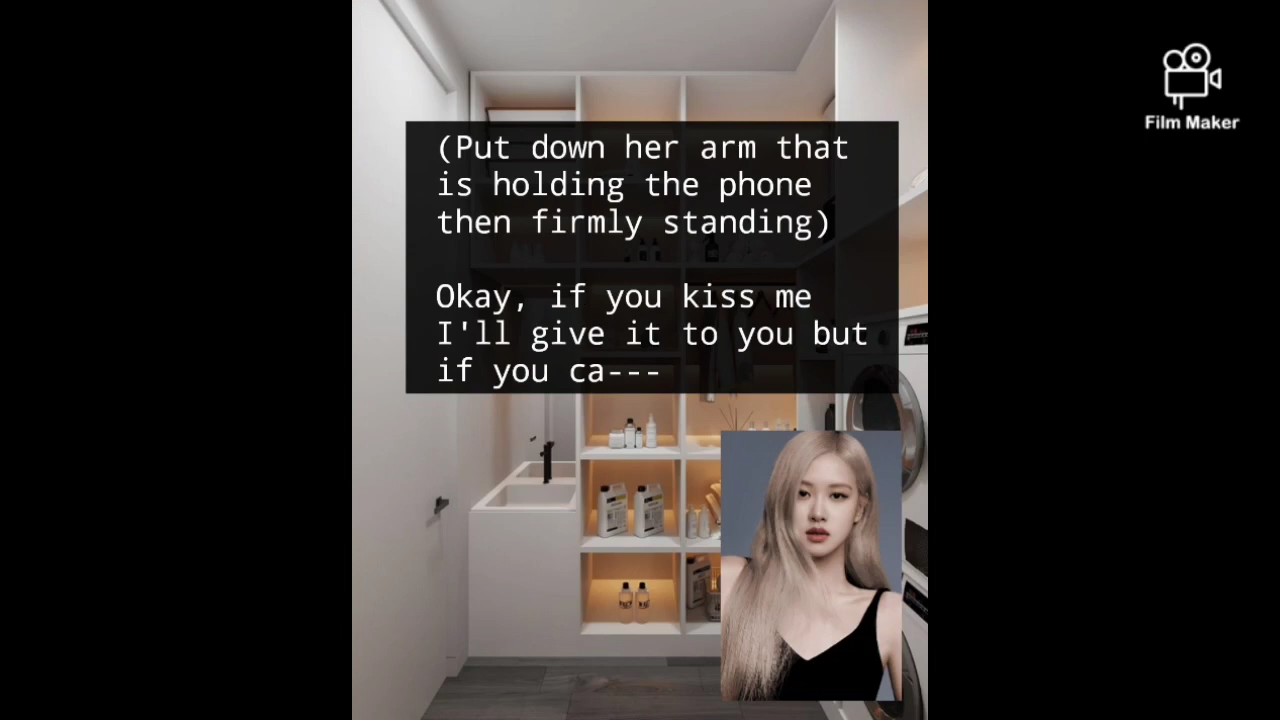 (Put down her arm that
is holding the phone
then firmly standing)
Okay, if you kiss me
I'll give it to you but
if you ca---
Film Maker